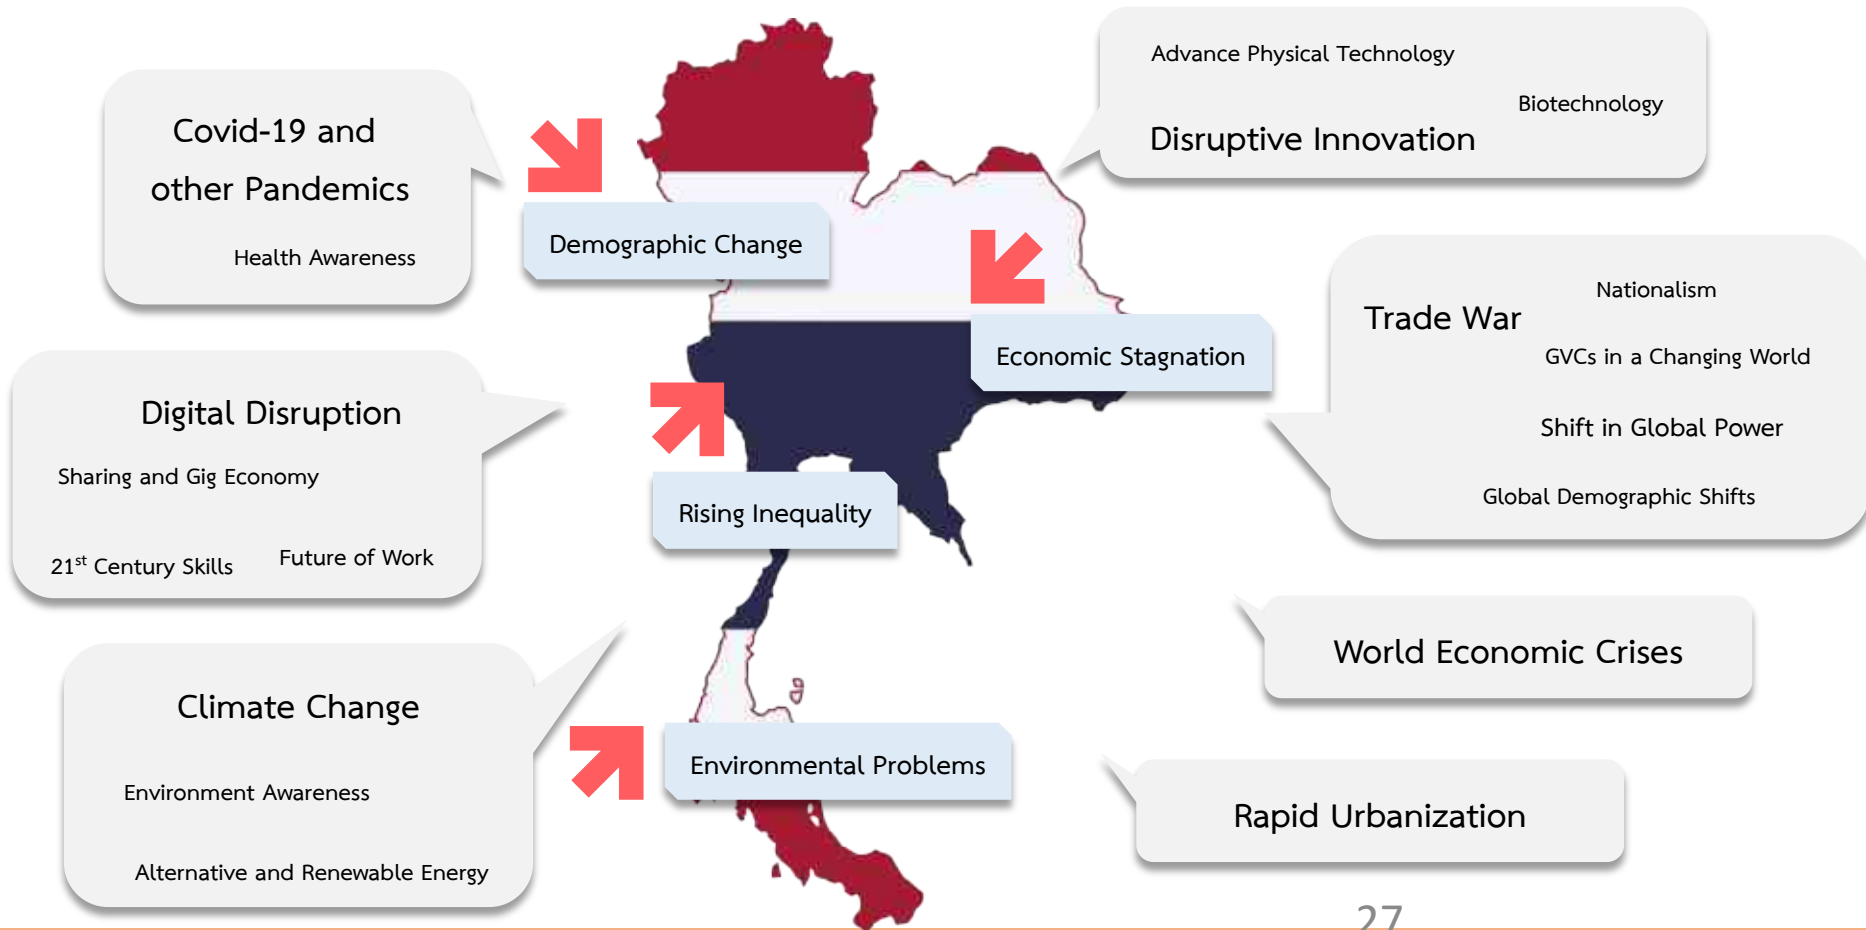 Covid-19 and
other Pandemics
Health Awareness
Advance Physical Technology
Biotechnology
Disruptive Innovation
Demographic Change
Economic Stagnation
Nationalism
Trade War
GVCs in a Changing World
Shift in Global Power
Global Demographic Shifts
Digital Disruption
Sharing and Gig Economy
21st Century Skills
Future of Work
Rising Inequality
World Economic Crises
Climate Change
Environment Awareness
Alternative and Renewable Energy
Environmental Problems
Rapid Urbanization
27